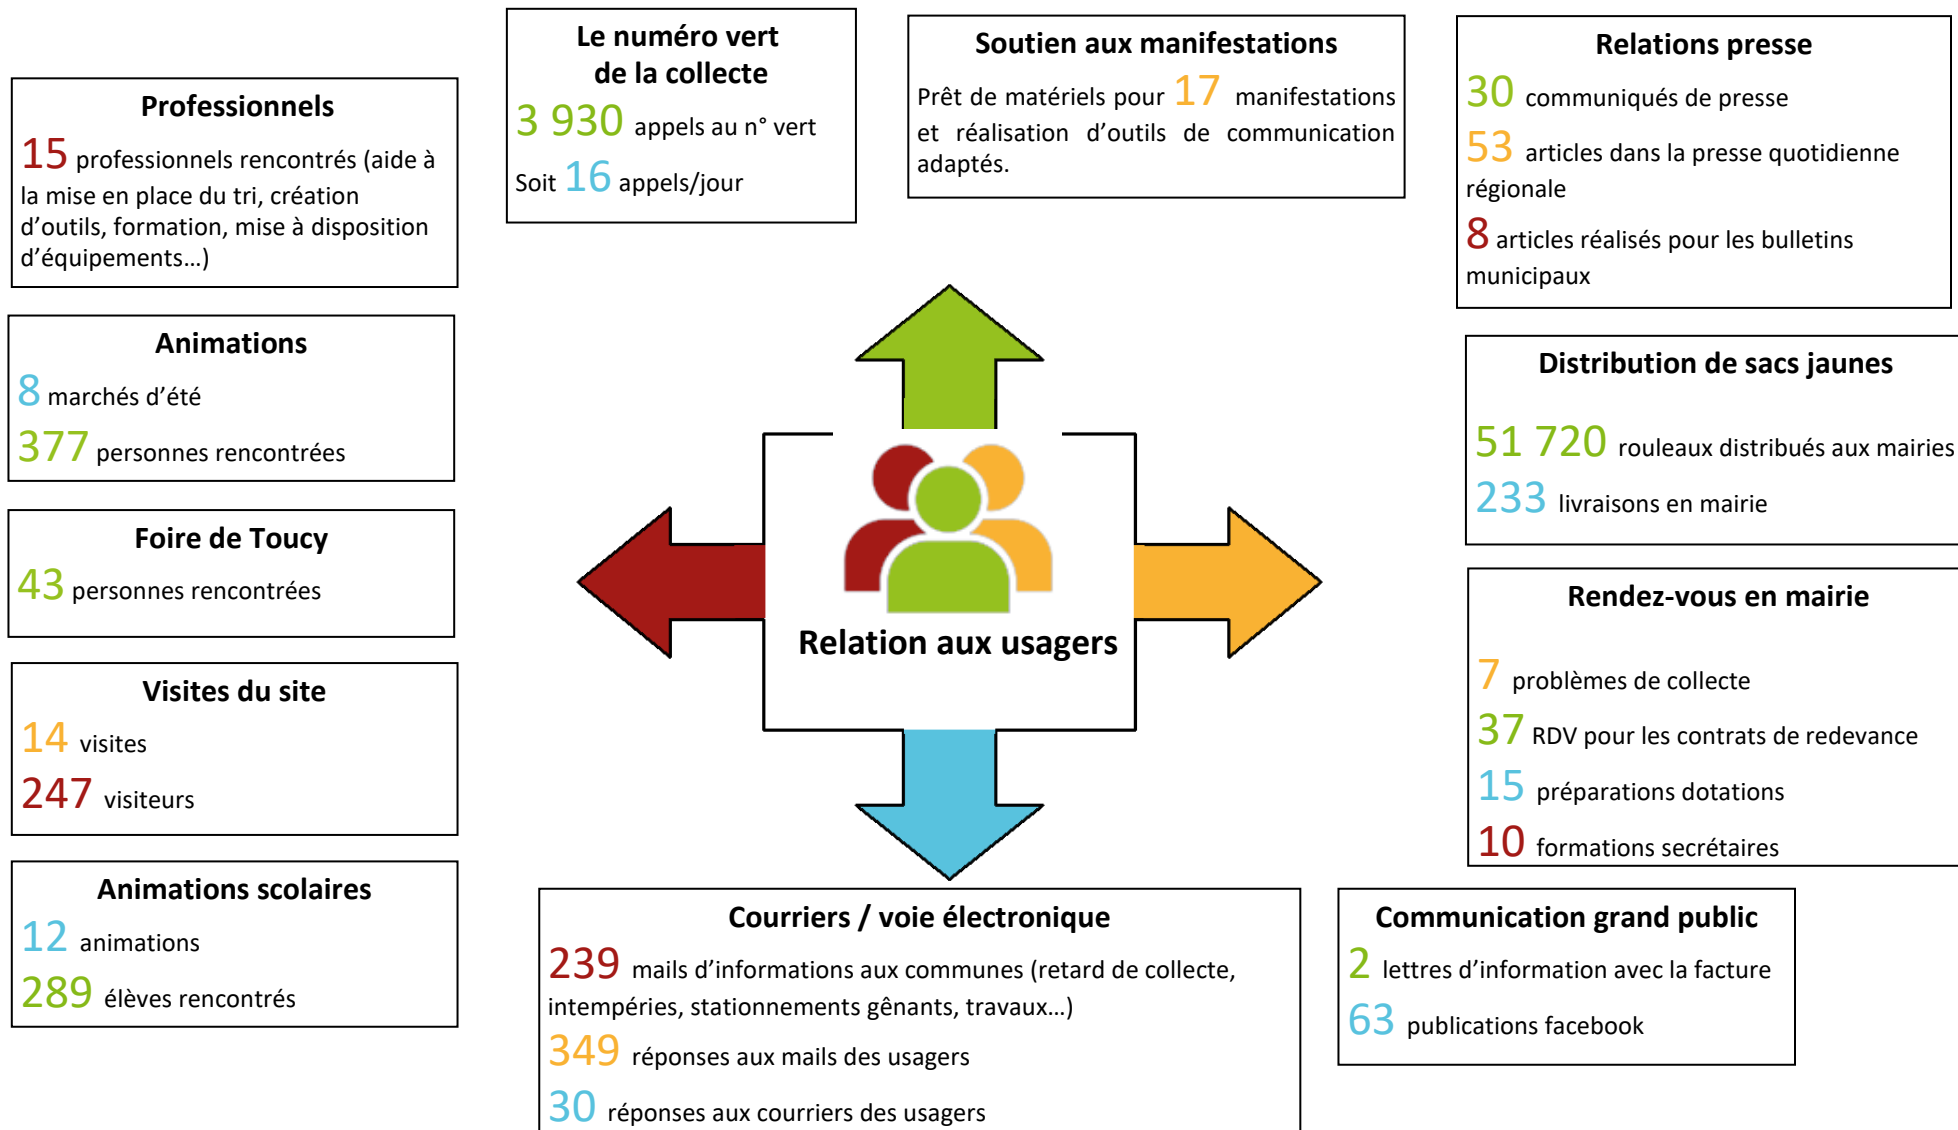 Professionnels
15 professionnels rencontrés (aide à
la mise en place du tri, création
d’outils, formation, mise à disposition
d’équipements…)
Animations
8 marchés d’été
377 personnes rencontrées
Foire de Toucy
43 personnes rencontrées
Visites du site
14 visites
247 visiteurs
Animations scolaires
12 animations
289 élèves rencontrés
Le numéro vert
de la collecte
3 930 appels au n° vert
Soit 16 appels/jour
Soutien aux manifestations
Prêt de matériels pour 17 manifestations
et réalisation d’outils de communication
adaptés.
Relation aux usagers
Courriers / voie électronique
239 mails d’informations aux communes (retard de collecte,
intempéries, stationnements gênants, travaux…)
349 réponses aux mails des usagers
30 réponses aux courriers des usagers
Relations presse
30 communiqués de presse
53 articles dans la presse quotidienne
régionale
8 articles réalisés pour les bulletins
municipaux
Distribution de sacs jaunes
51 720 rouleaux distribués aux mairies
233 livraisons en mairie
Rendez-vous en mairie
7 problèmes de collecte
37 RDV pour les contrats de redevance
15 préparations dotations
10 formations secrétaires
Communication grand public
2 lettres d’information avec la facture
63 publications facebook